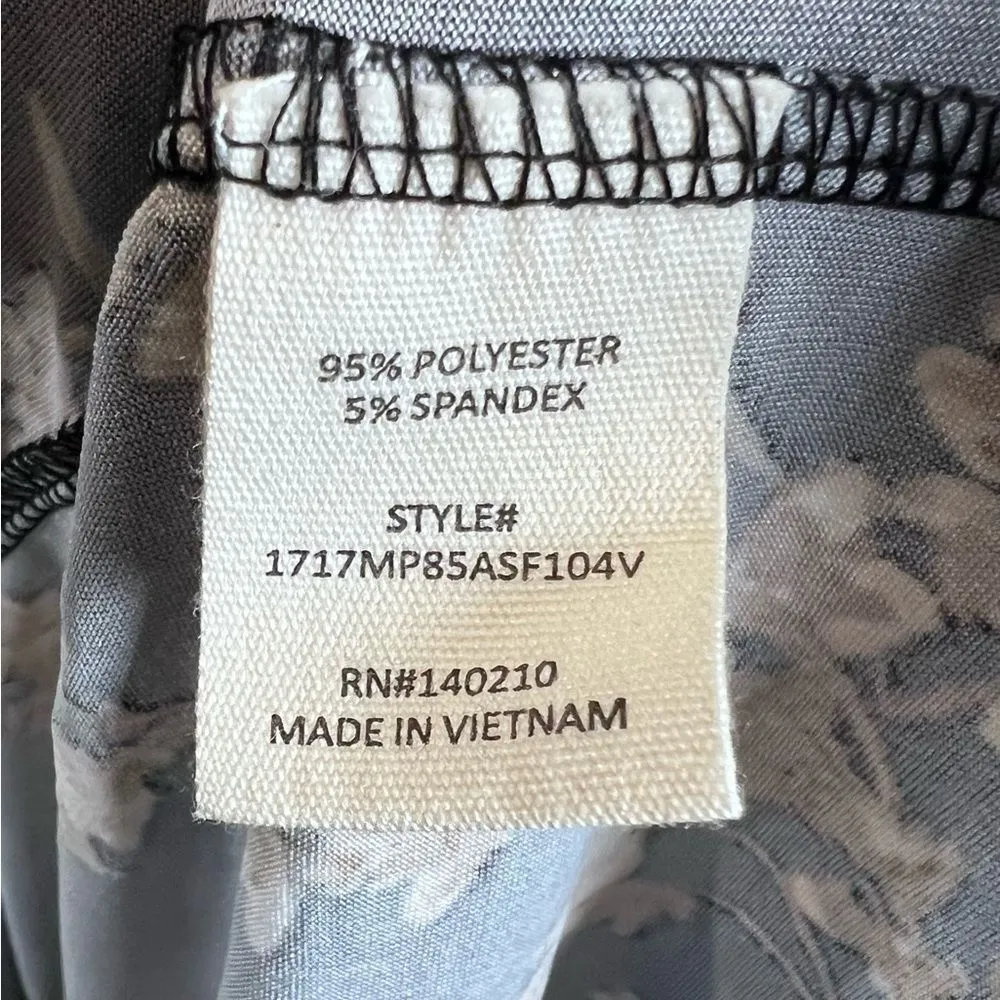 95% POLYESTER
5% SPANDEX
STYLE#
1717MP85ASF104V
RN#140210
MADE IN VIETNAM